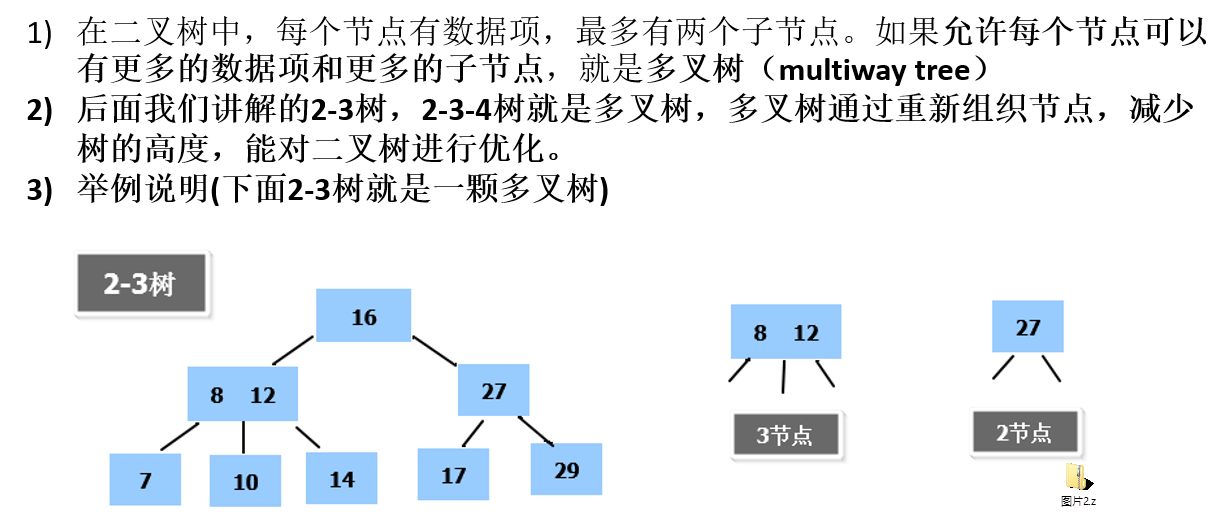 1) 在二叉树中，每个节点有数据项，最多有两个子节点。如果允许每个节点可以
有更多的数据项和更多的子节点，就是多叉树（multiway tree）
2) 后面我们讲解的2-3树，2-3-4树就是多叉树，多叉树通过重新组织节点，减少
树的高度，能对二叉树进行优化。
3) 举例说明(下面2-3树就是一颗多叉树)
2-3树
16
8 12
27
7
10
14
17
29
8 12
3节点
27
2节点
图片2.z